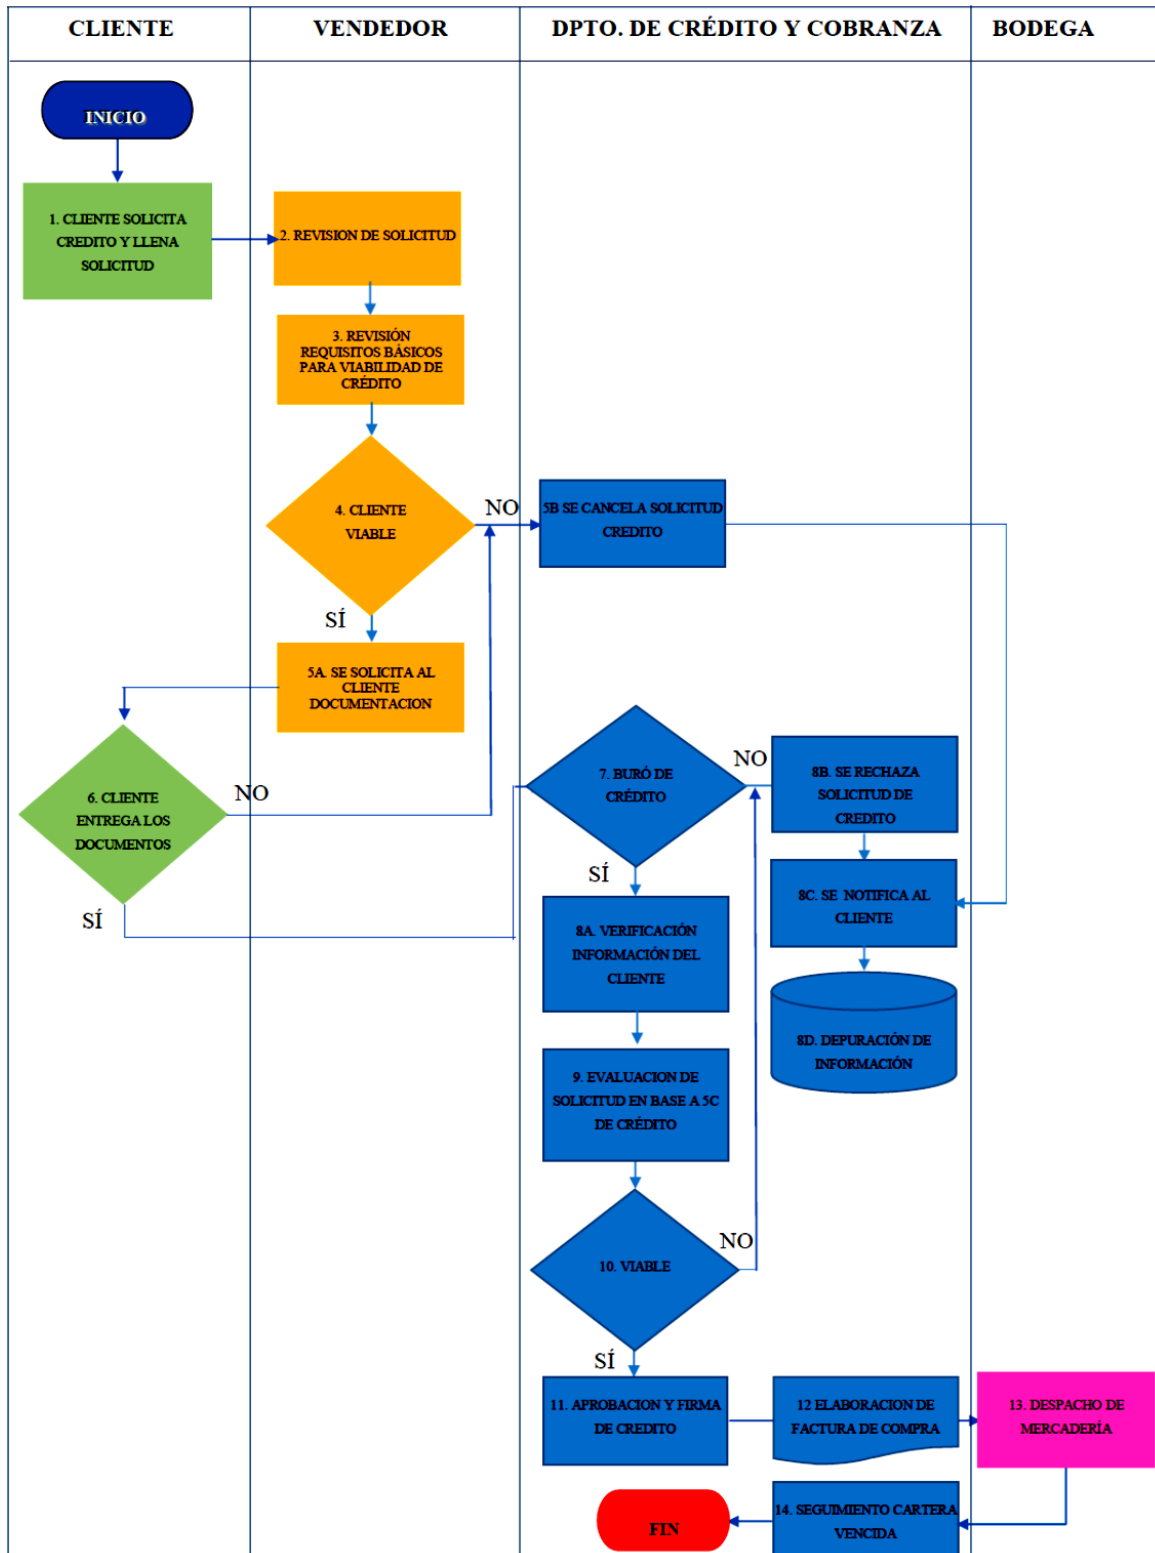 CLIENTE
VENDEDOR
DPTO. DE CRÉDITO Y COBRANZA
BODEGA
INICIO
1. CLIENTE SOLICITA
CREDITO Y LLENA
SOLICITUD
2. REVISION DE SOLICITUD
3. REVISIÓN
REQUISITOS BÁSICOS
PARA VIABILIDAD DE
CRÉDITO
4. CLIENTE
VIABLE
NO
5B SE CANCELA SOLICITUD
CREDITO
SÍ
5A. SE SOLICITA AL
CLIENTE
DOCUMENTACION
6. CLIENTE
ENTREGA LOS
DOCUMENTOS
NO
SÍ
7. BURÓ DE
CRÉDITO
NO
8B. SE RECHAZA
SOLICITUD DE
CREDITO
SÍ
8C. SE NOTIFICA AL
CLIENTE
8A. VERIFICACIÓN
INFORMACIÓN DEL
CLIENTE
8D. DEPURACIÓN DE
INFORMACIÓN
9. EVALUACION DE
SOLICITUD EN BASE A 5C
DE CRÉDITO
10. VIABLE
NO
SÍ
11. APROBACION Y FIRMA
DE CREDITO
12 ELABORACION DE
FACTURA DE COMPRA
13. DESPACHO DE
MERCADERÍA
14. SEGUIMIENTO CARTERA
VENCIDA
FIN